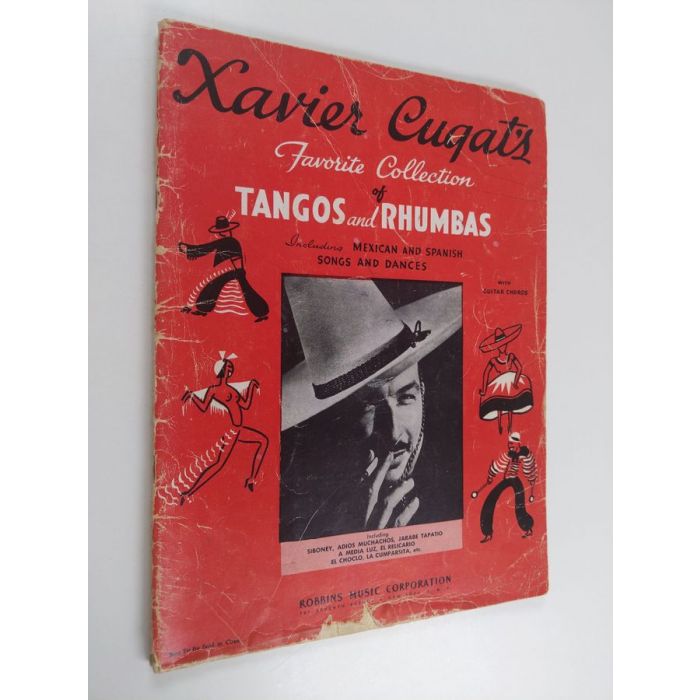 Xavier Cugat's
Favorite Collection
of
TANGOS and RHUMBAS
Including MEXICAN AND SPANISH
SONGS AND DANCES
WITH
GUITAR CHORDS
Including
SIBONEY, ADIOS MUCHACHOS, JARABE TAPATIO
A MEDIA LUZ, EL RELICARIO
EL CHOCLO, LA CUMPARSITA, etc.
ROBBINS MUSIC CORPORATION